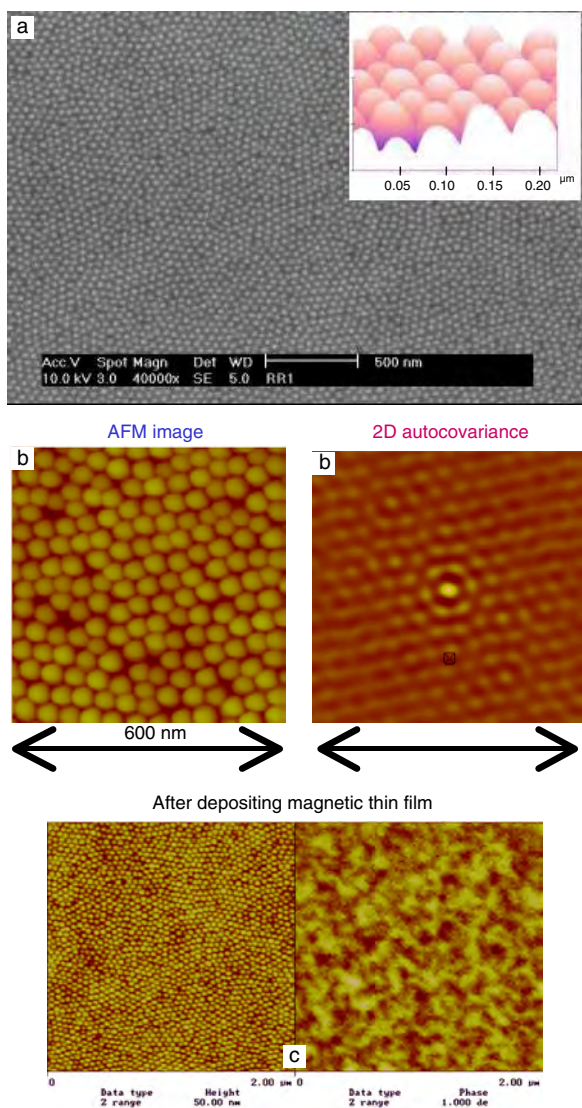 a
0.05 0.10 0.15 0.20 µm
Acc.V Spot Magn Det WD 500 nm
10.0 kV 3.0 40000x SE 5.0 RR1
AFM image 2D autocovariance
b b
600 nm
After depositing magnetic thin film
c
0 2.00 µm 0 2.00 µm
Data type Height Data type Phase
Z range 50.00 nm Z range 1.000 de